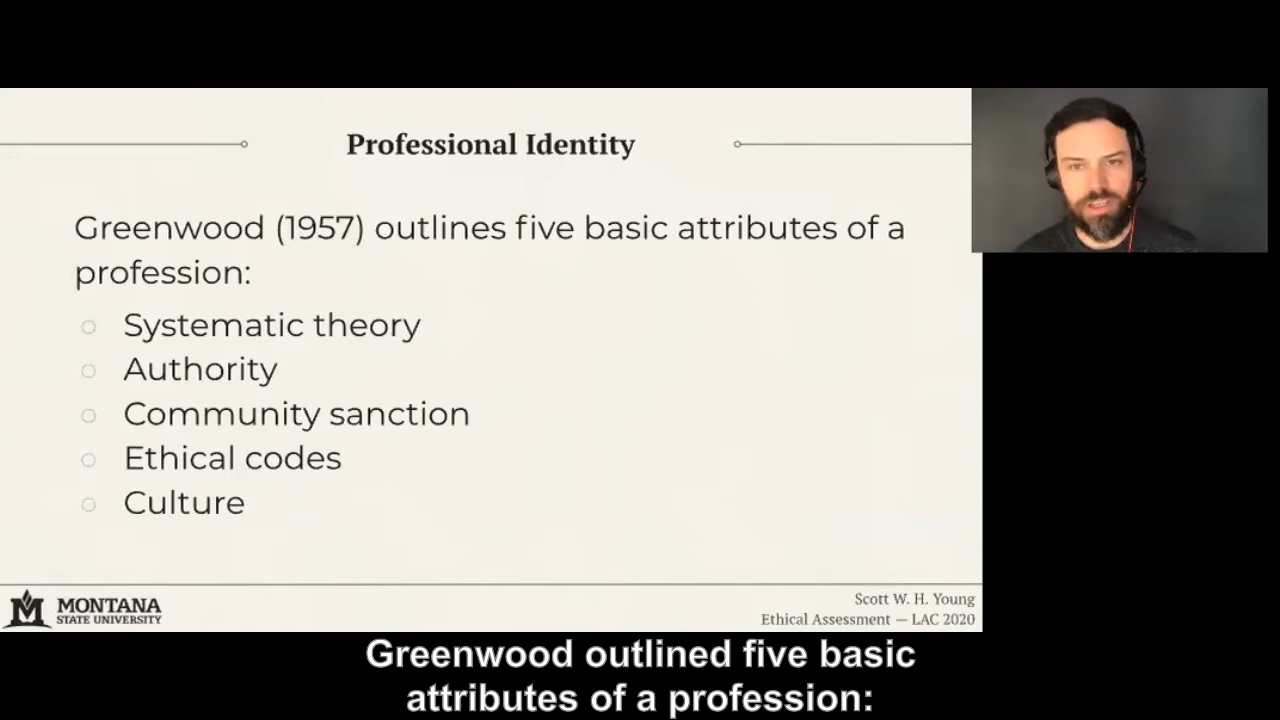 Professional Identity
Greenwood (1957) outlines five basic attributes of a
profession:
Systematic theory
Authority
Community sanction
Ethical codes
Culture
MONTANA
STATE UNIVERSITY
Scott W. H. Young
Ethical Assessment — LAC 2020
Greenwood outlined five basic
attributes of a profession: